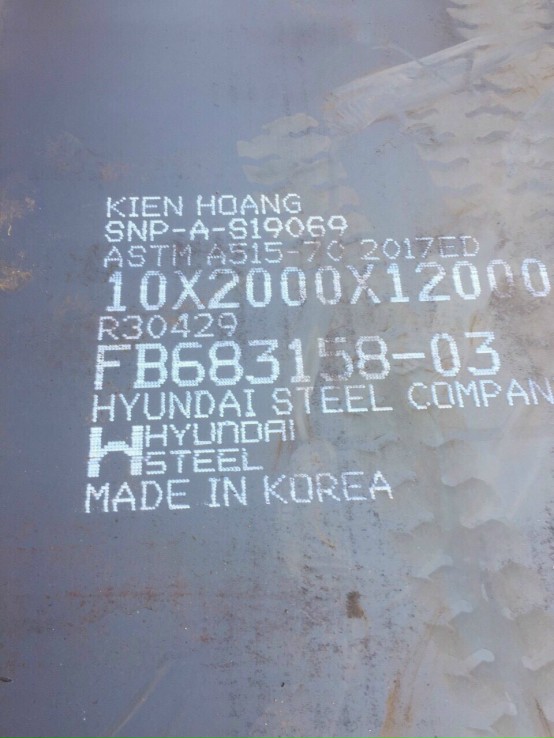 KIEN HOANG
SNP-A-S19069
ASTM A515-70 2017ED
10X2000X12000
R30429
FB683158-03
HYUNDAI STEEL COMPAN
HYUNDAI
STEEL
MADE IN KOREA